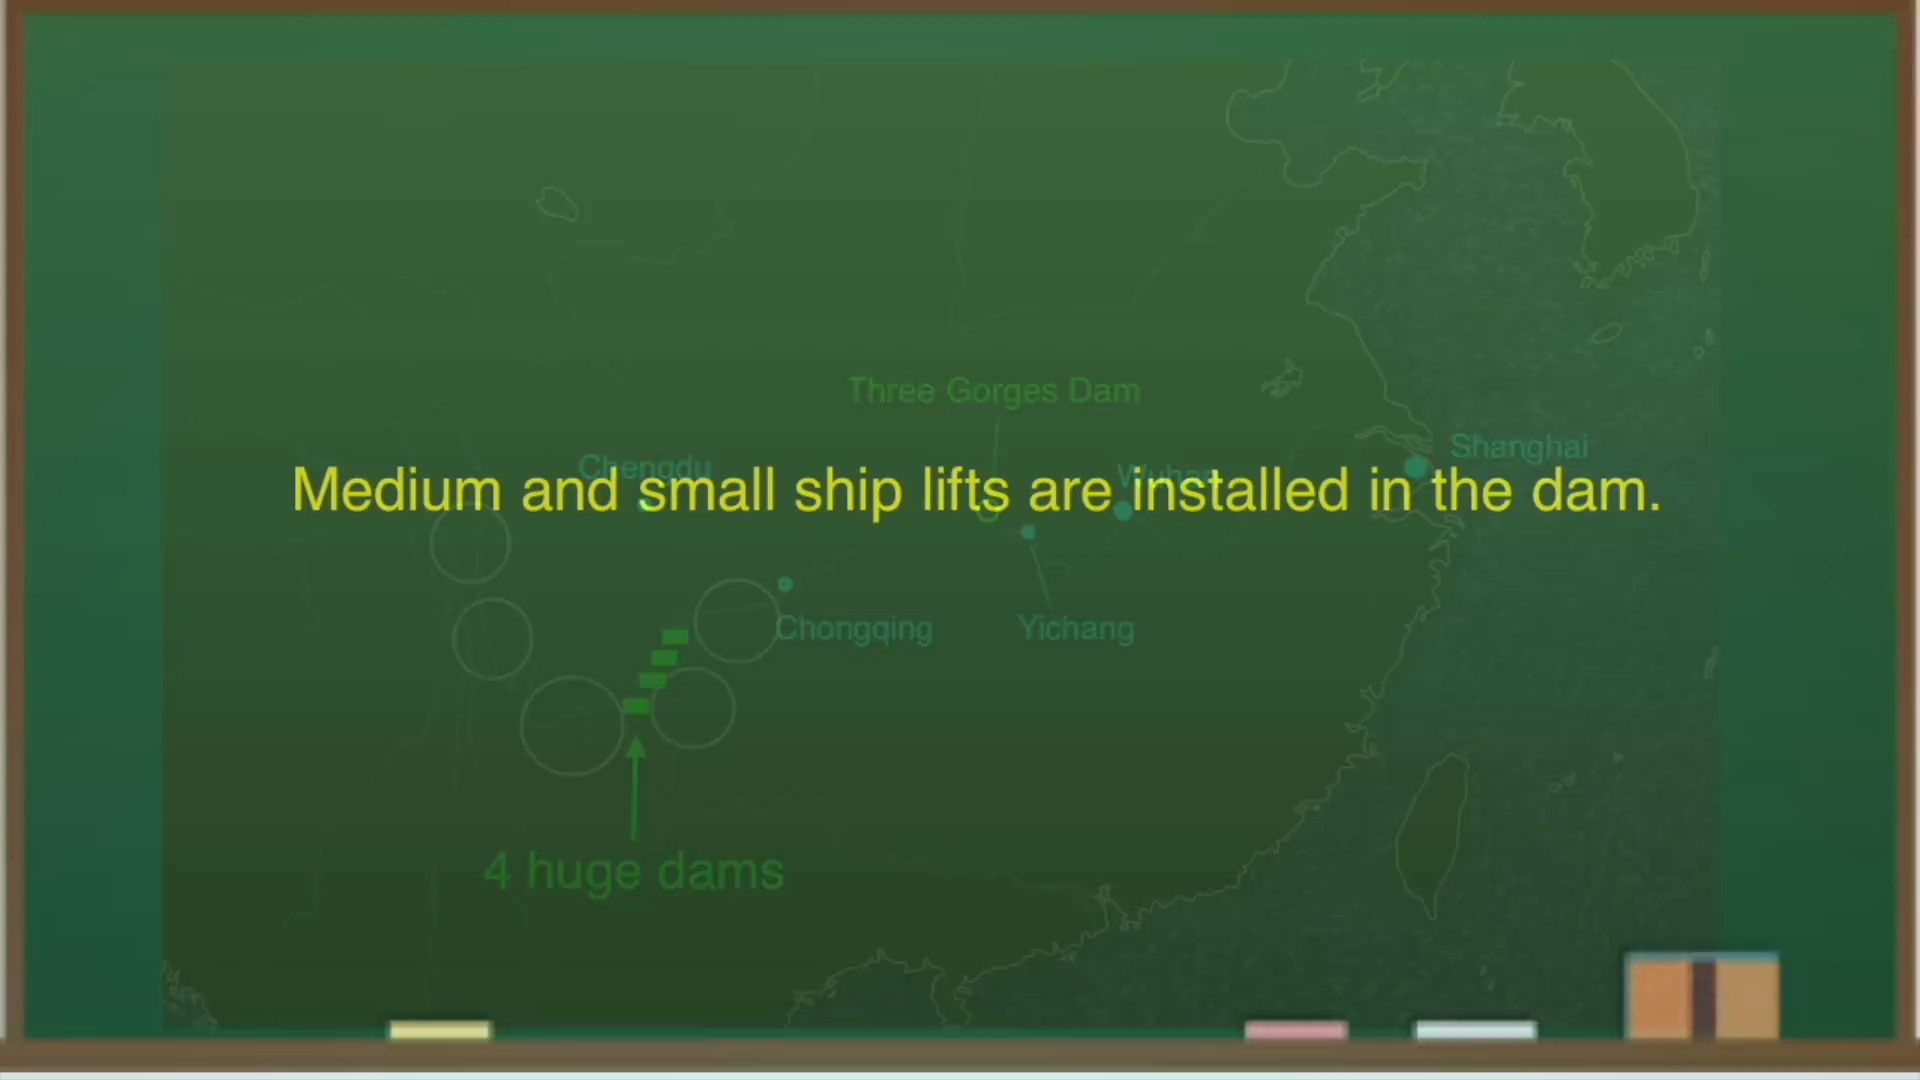 Three Gorges Dam
Shanghai
Chengdu
Wuhan
Medium and small ship lifts are installed in the dam.
Chongqing
Yichang
4 huge dams